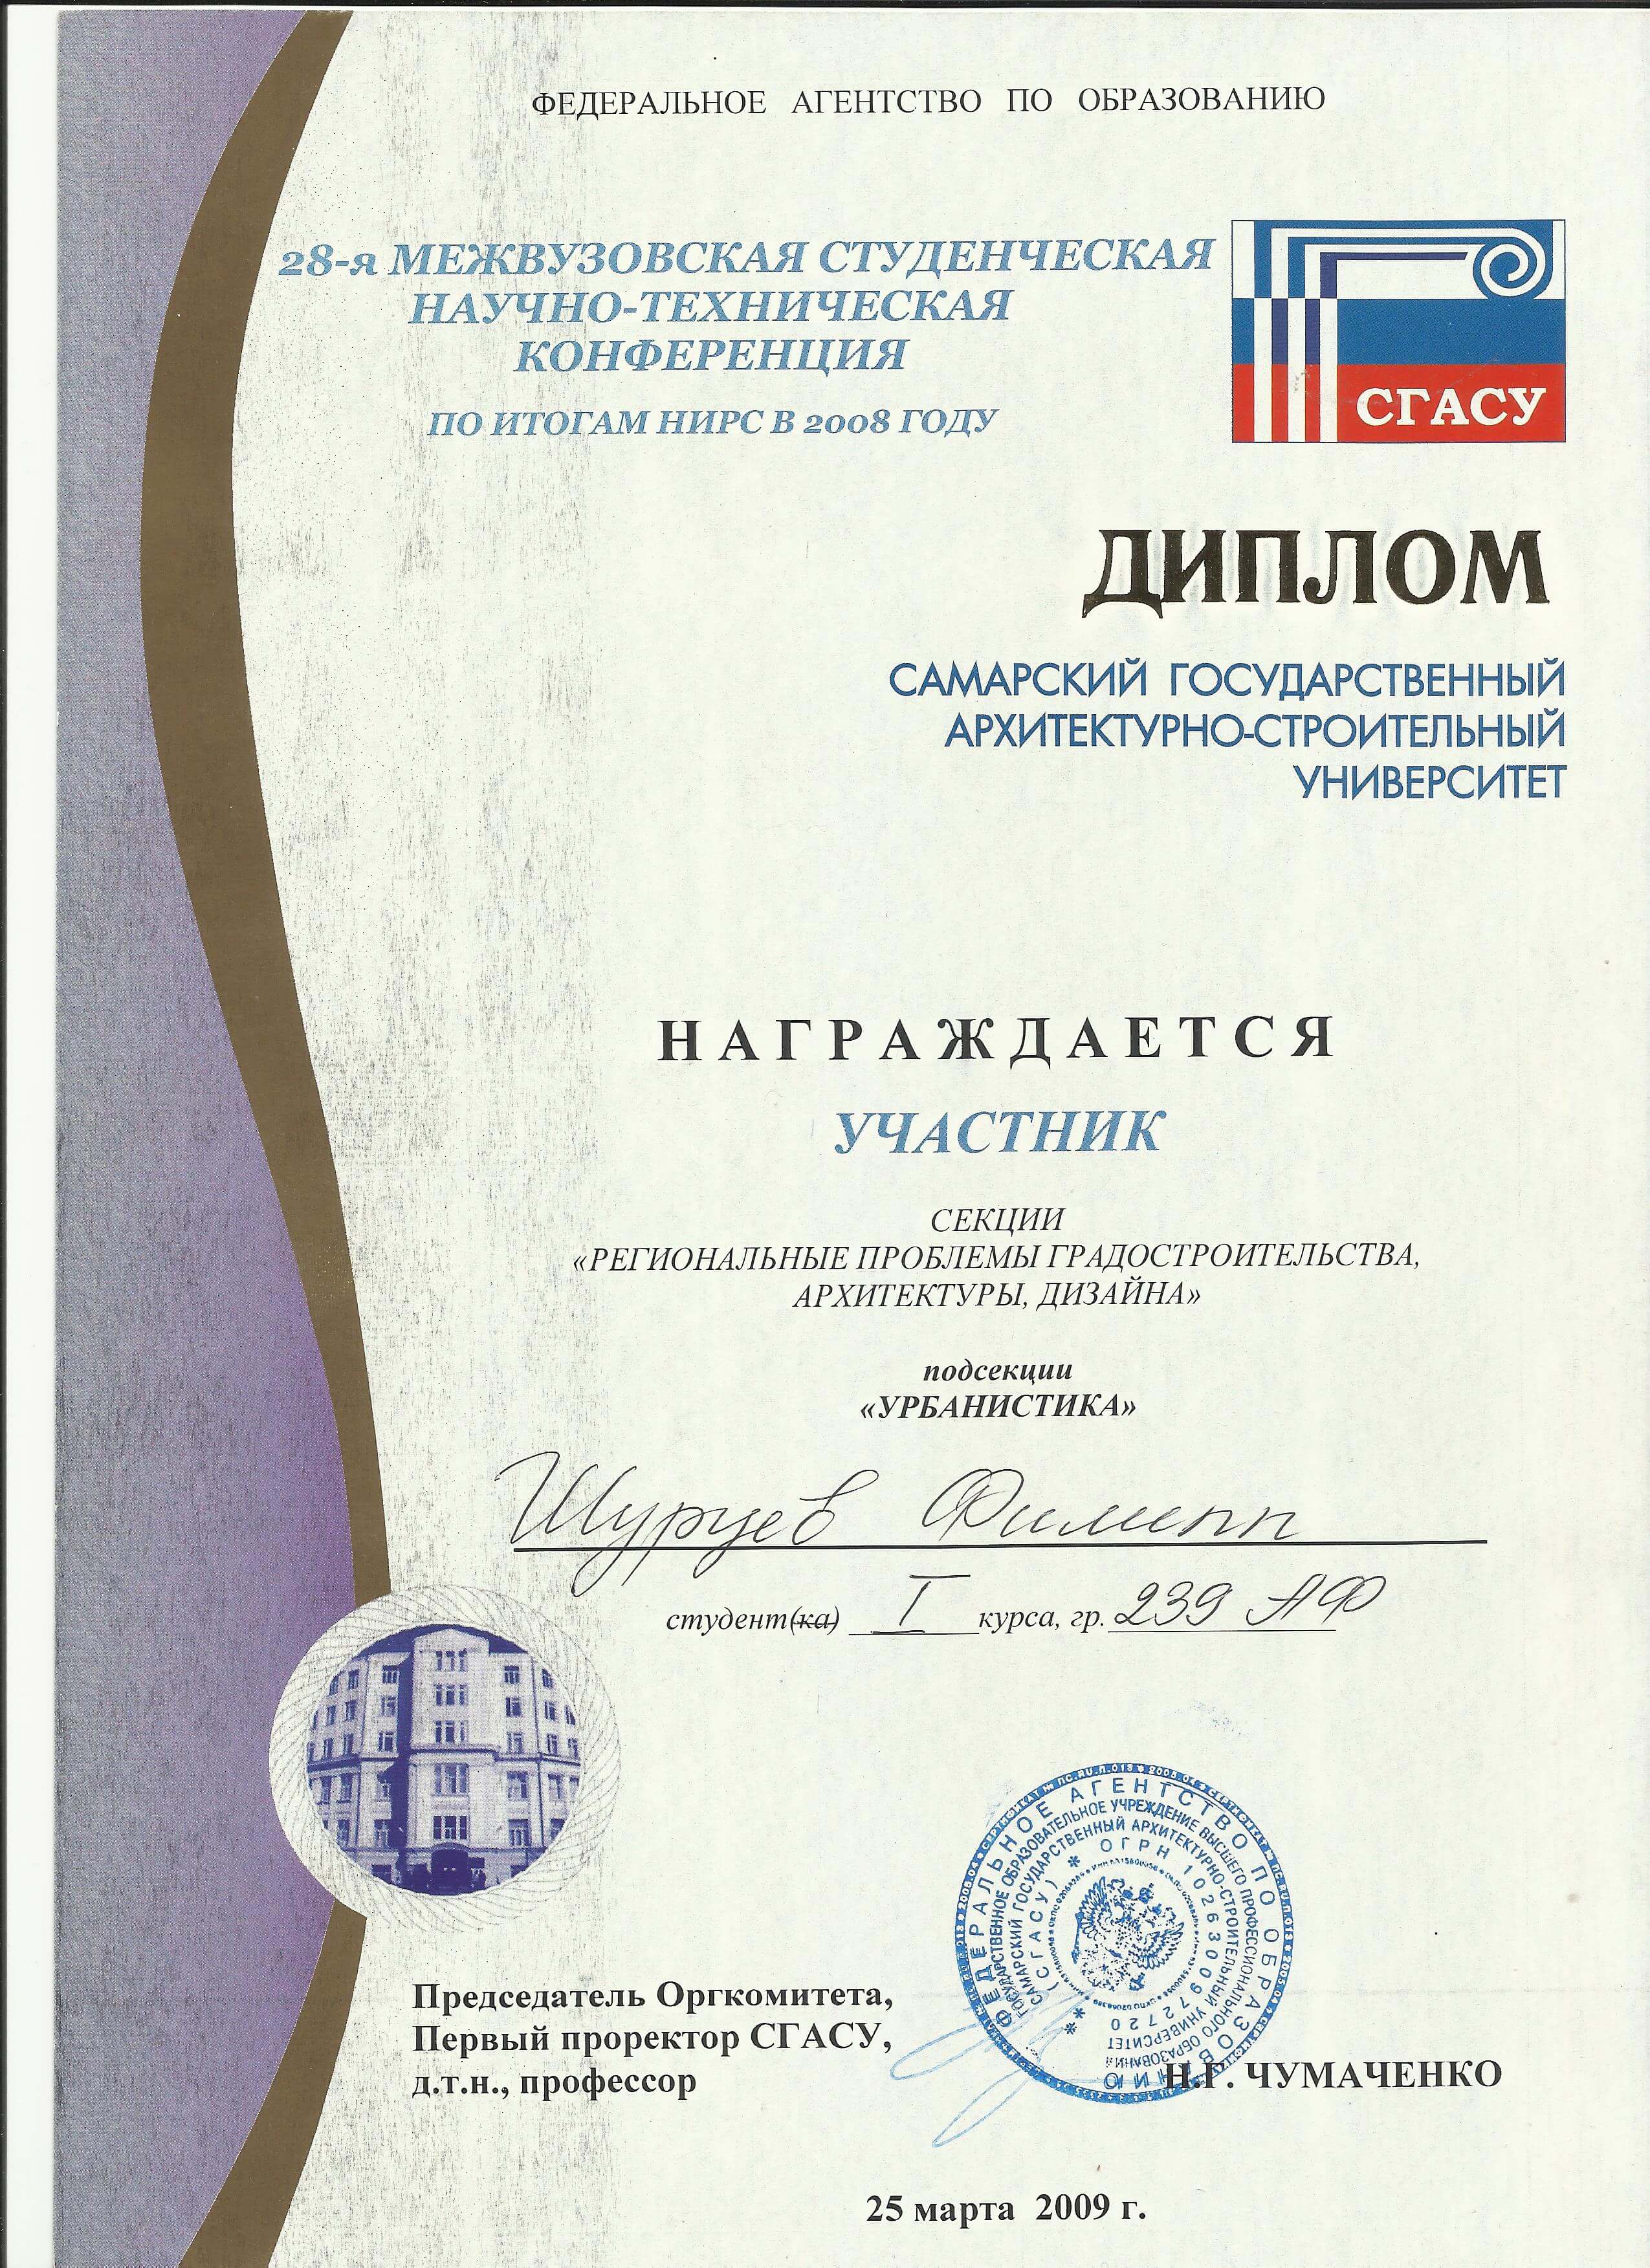 ФЕДЕРАЛЬНОЕ АГЕНТСТВО ПО ОБРАЗОВАНИЮ
28-я МЕЖВУЗОВСКАЯ СТУДЕНЧЕСКАЯ
НАУЧНО-ТЕХНИЧЕСКАЯ
КОНФЕРЕНЦИЯ
ПО ИТОГАМ НИРС В 2008 ГОДУ
СГАСУ
ДИПЛОМ
САМАРСКИЙ ГОСУДАРСТВЕННЫЙ
АРХИТЕКТУРНО-СТРОИТЕЛЬНЫЙ
УНИВЕРСИТЕТ
НАГРАЖДАЕТСЯ
УЧАСТНИК
СЕКЦИИ
«РЕГИОНАЛЬНЫЕ ПРОБЛЕМЫ ГРАДОСТРОИТЕЛЬСТВА,
АРХИТЕКТУРЫ, ДИЗАЙНА»
подсекции
«УРБАНИСТИКА»
Шуруев Филипп
студент(ка) I курса, гр. 239 АФ
ФЕДЕРАЛЬНОЕ АГЕНТСТВО ПО ОБРАЗОВАНИЮ
ГОСУДАРСТВЕННОЕ ОБРАЗОВАТЕЛЬНОЕ УЧРЕЖДЕНИЕ ВЫСШЕГО ПРОФЕССИОНАЛЬНОГО ОБРАЗОВАНИЯ
САМАРСКИЙ ГОСУДАРСТВЕННЫЙ АРХИТЕКТУРНО-СТРОИТЕЛЬНЫЙ УНИВЕРСИТЕТ
(СГАСУ) * ОГРН 1026300972720 **
Председатель Оргкомитета,
Первый проректор СГАСУ,
д.т.н., профессор
Н.Г. ЧУМАЧЕНКО
25 марта 2009 г.